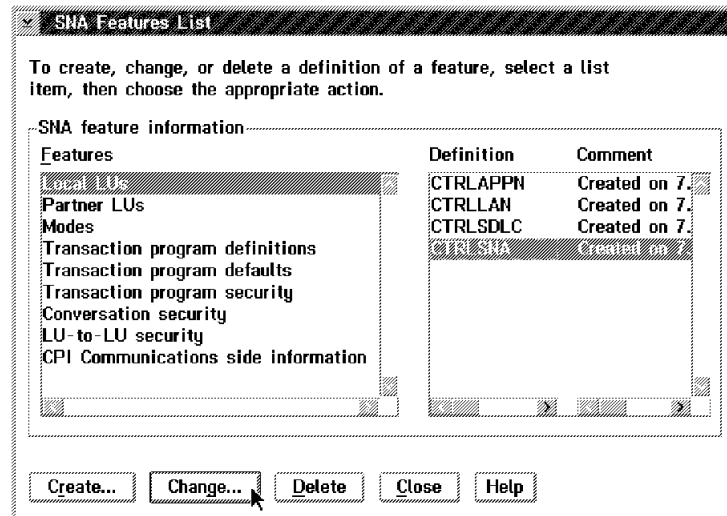 SNA Features List
To create, change, or delete a definition of a feature, select a list
item, then choose the appropriate action.
SNA feature information
Features
Definition Comment
Local LUs
Partner LUs
Modes
Transaction program definitions
Transaction program defaults
Transaction program security
Conversation security
LU-to-LU security
CPI Communications side information
CTRLAPPN Created on 7.
CTRLLAN Created on 7.
CTRLSDLC Created on 7.
CTRLSNA Created on 7
Create... Change... Delete Close Help